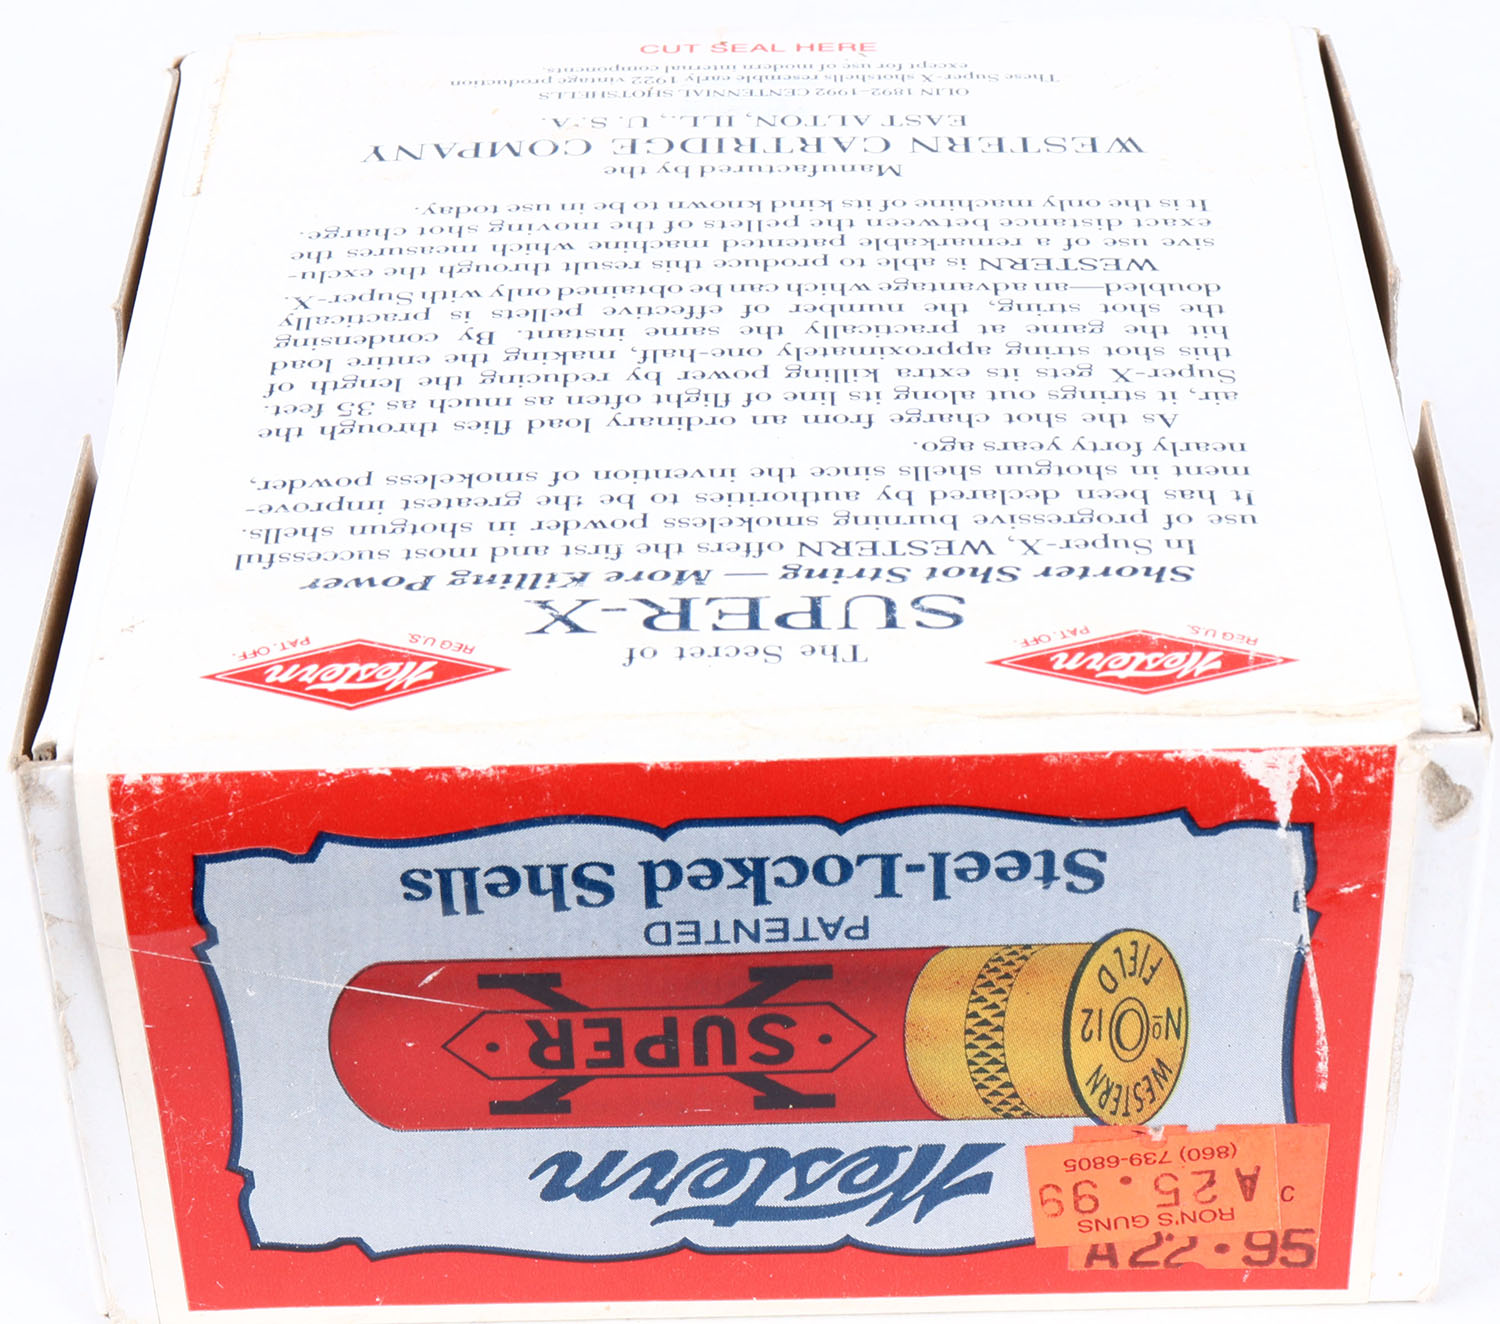 A22.95
RON'S GUNS
C A25.99
(860) 739-6805
Western
SUPER
X
WESTERN
No 12
FIELD
PATENTED
Steel-Locked Shells
Western
REG U.S. PAT. OFF.
Western
REG U.S. PAT. OFF.
The Secret of
SUPER-X
Shorter Shot String — More Killing Power
In Super-X, WESTERN offers the first and most successful
use of progressive burning smokeless powder in shotgun shells.
It has been declared by authorities to be the greatest improve-
ment in shotgun shells since the invention of smokeless powder,
nearly forty years ago.
As the shot charge from an ordinary load flies through the
air, it strings out along its line of flight often as much as 35 feet.
Super-X gets its extra killing power by reducing the length of
this shot string approximately one-half, making the entire load
hit the game at practically the same instant. By condensing
the shot string, the number of effective pellets is practically
doubled—an advantage which can be obtained only with Super-X.
WESTERN is able to produce this result through the exclu-
sive use of a remarkable patented machine which measures the
exact distance between the pellets of the moving shot charge.
It is the only machine of its kind known to be in use today.
Manufactured by the
WESTERN CARTRIDGE COMPANY
EAST ALTON, ILL., U. S. A.
OLIN 1892-1992 CENTENNIAL SHOTSHELLS
These Super-X shotshells resemble early 1922 vintage production
except for use of modern internal components.
CUT SEAL HERE